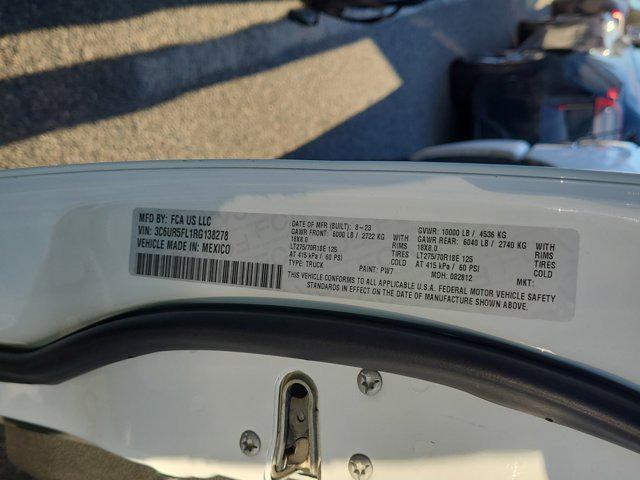 MFD BY: FCA US LLC
VIN: 3C6UR5FL1RG138278
VEHICLE MADE IN: MEXICO
DATE OF MFR (BUILT): 8-23
GAWR FRONT: 6000 LB / 2722 KG WITH
18X8.0 RIMS
LT275/70R18E 125 TIRES
AT 415 kPa / 60 PSI COLD
TYPE: TRUCK PAINT: PW7
GVWR: 10000 LB / 4536 KG
GAWR REAR: 6040 LB / 2740 KG WITH
18X8.0 RIMS
LT275/70R18E 125 TIRES
AT 415 kPa / 60 PSI COLD
MDH: 082812 MKT:
THIS VEHICLE CONFORMS TO ALL APPLICABLE U.S.A. FEDERAL MOTOR VEHICLE SAFETY
STANDARDS IN EFFECT ON THE DATE OF MANUFACTURE SHOWN ABOVE.